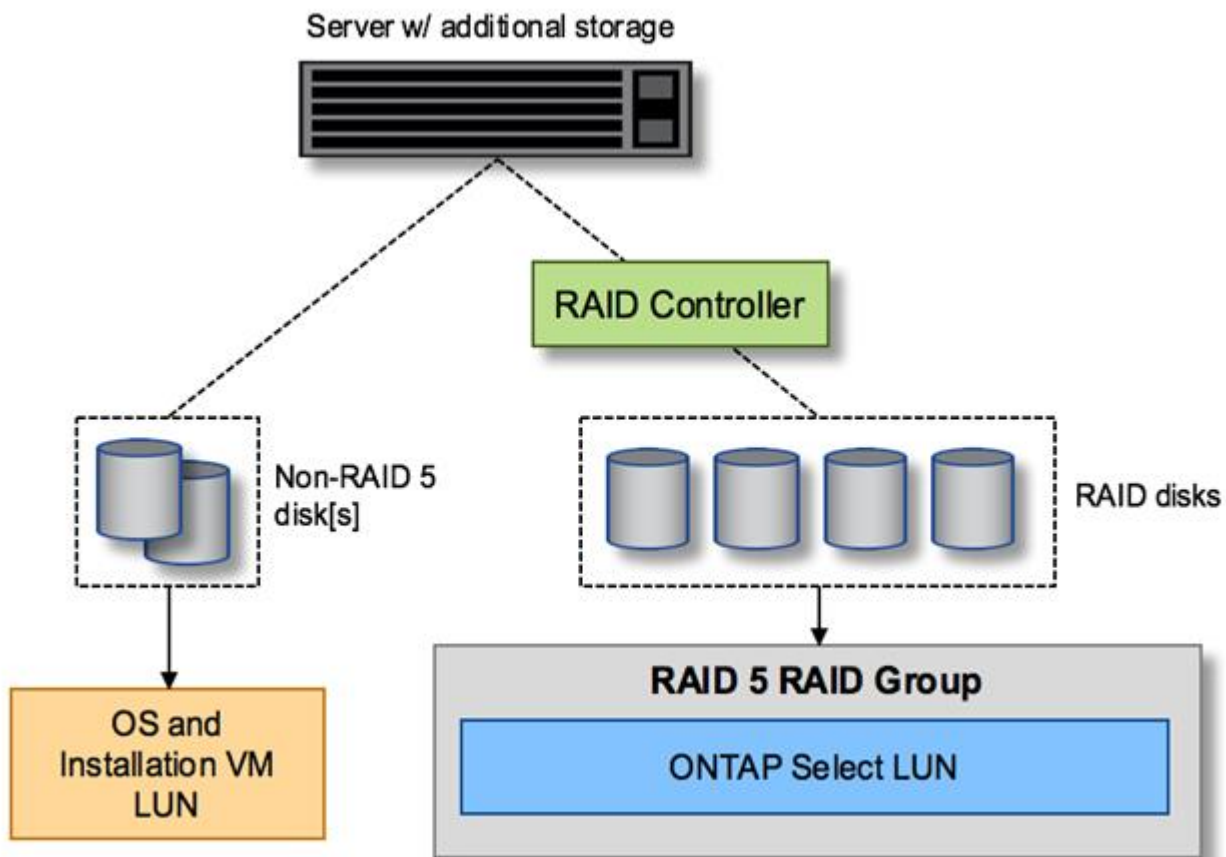 Server w/ additional storage
RAID Controller
Non-RAID 5
disk[s]
RAID disks
OS and
Installation VM
LUN
RAID 5 RAID Group
ONTAP Select LUN